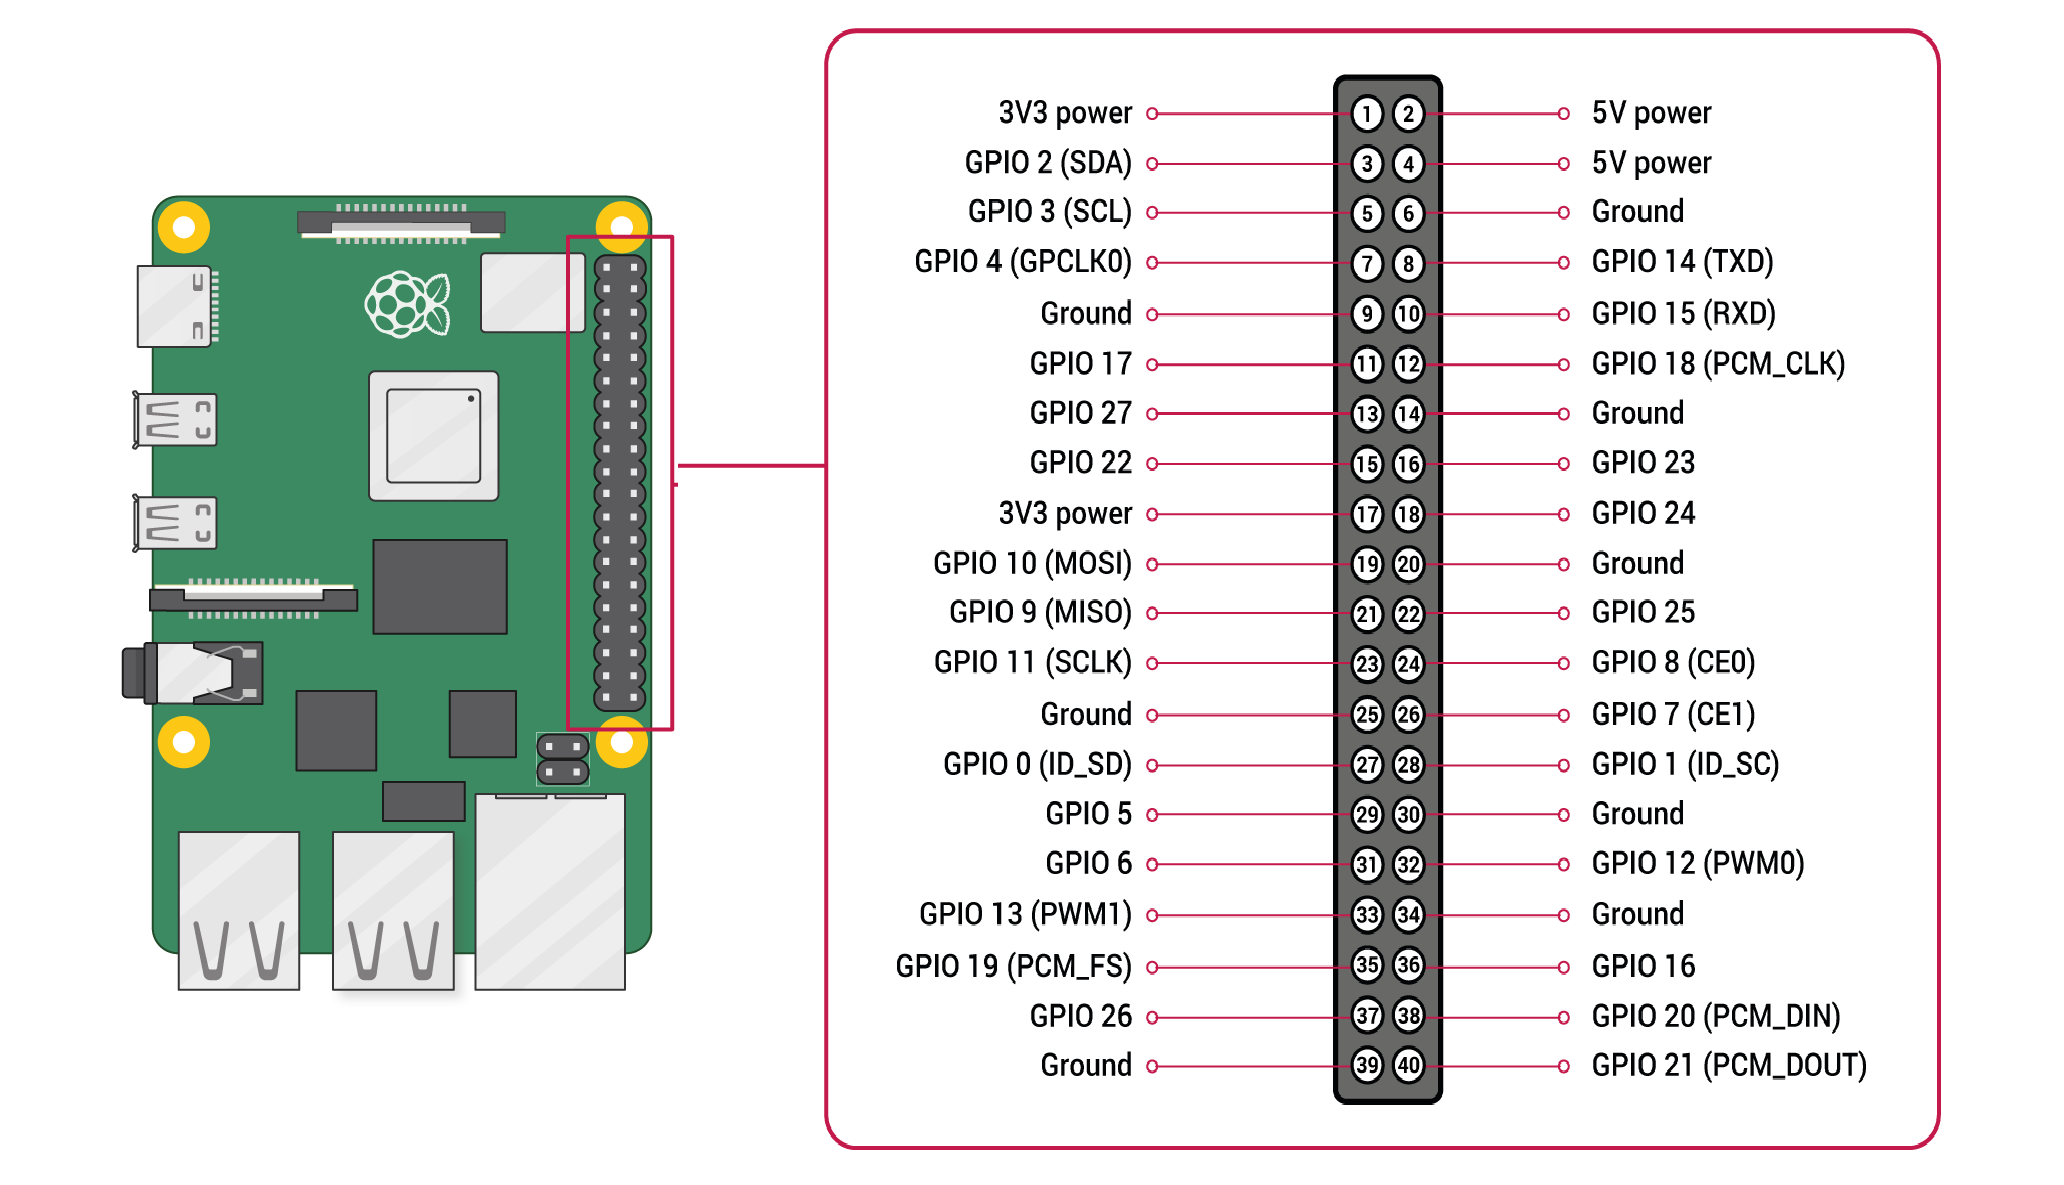 3V3 power 1 2 5V power
GPIO 2 (SDA) 3 4 5V power
GPIO 3 (SCL) 5 6 Ground
GPIO 4 (GPCLK0) 7 8 GPIO 14 (TXD)
Ground 9 10 GPIO 15 (RXD)
GPIO 17 11 12 GPIO 18 (PCM_CLK)
GPIO 27 13 14 Ground
GPIO 22 15 16 GPIO 23
3V3 power 17 18 GPIO 24
GPIO 10 (MOSI) 19 20 Ground
GPIO 9 (MISO) 21 22 GPIO 25
GPIO 11 (SCLK) 23 24 GPIO 8 (CE0)
Ground 25 26 GPIO 7 (CE1)
GPIO 0 (ID_SD) 27 28 GPIO 1 (ID_SC)
GPIO 5 29 30 Ground
GPIO 6 31 32 GPIO 12 (PWM0)
GPIO 13 (PWM1) 33 34 Ground
GPIO 19 (PCM_FS) 35 36 GPIO 16
GPIO 26 37 38 GPIO 20 (PCM_DIN)
Ground 39 40 GPIO 21 (PCM_DOUT)